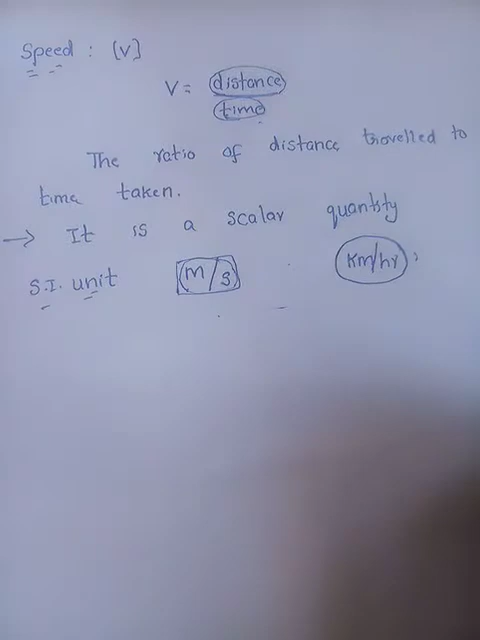 Speed : [v]
V = distance
time
The ratio of distance travelled to
time taken.
→ It is a scalar quantity
S.I. unit m/s km/hr